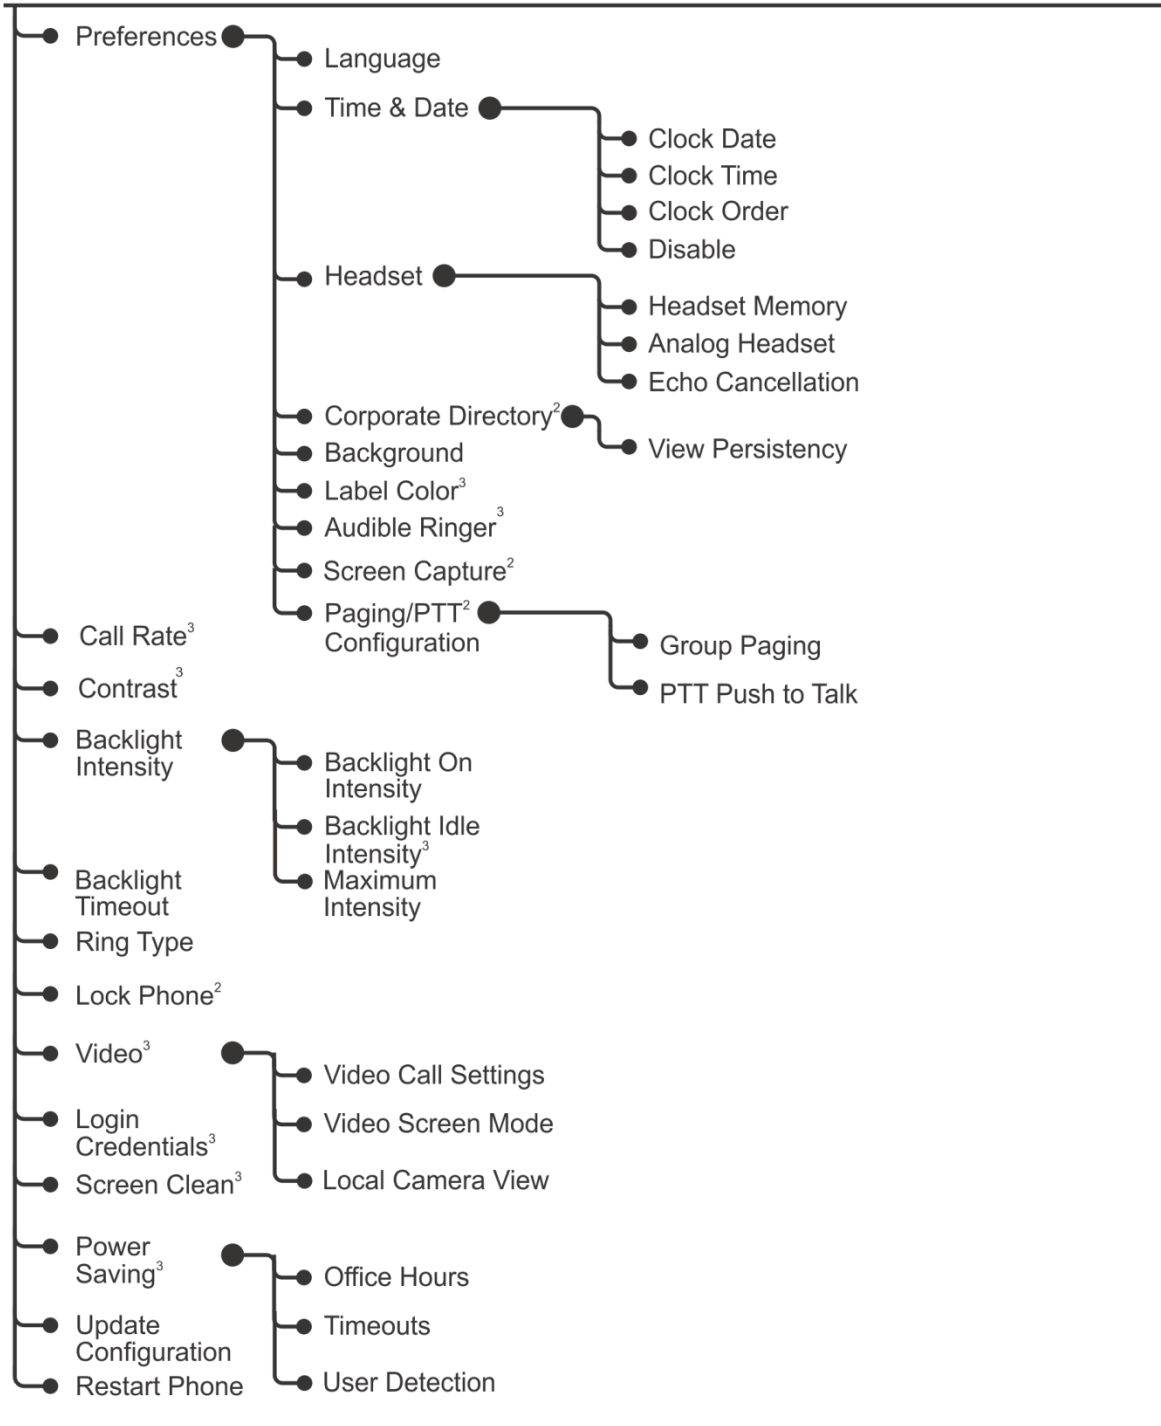 Preferences
Language
Time & Date
Clock Date
Clock Time
Clock Order
Disable
Headset
Headset Memory
Analog Headset
Echo Cancellation
Corporate Directory²
View Persistency
Background
Label Color³
Audible Ringer³
Screen Capture²
Paging/PTT²
Configuration
Group Paging
PTT Push to Talk
Call Rate³
Contrast³
Backlight
Intensity
Backlight On
Intensity
Backlight Idle
Intensity³
Maximum
Intensity
Backlight
Timeout
Ring Type
Lock Phone²
Video³
Video Call Settings
Video Screen Mode
Local Camera View
Login
Credentials³
Screen Clean³
Power
Saving³
Office Hours
Timeouts
User Detection
Update
Configuration
Restart Phone